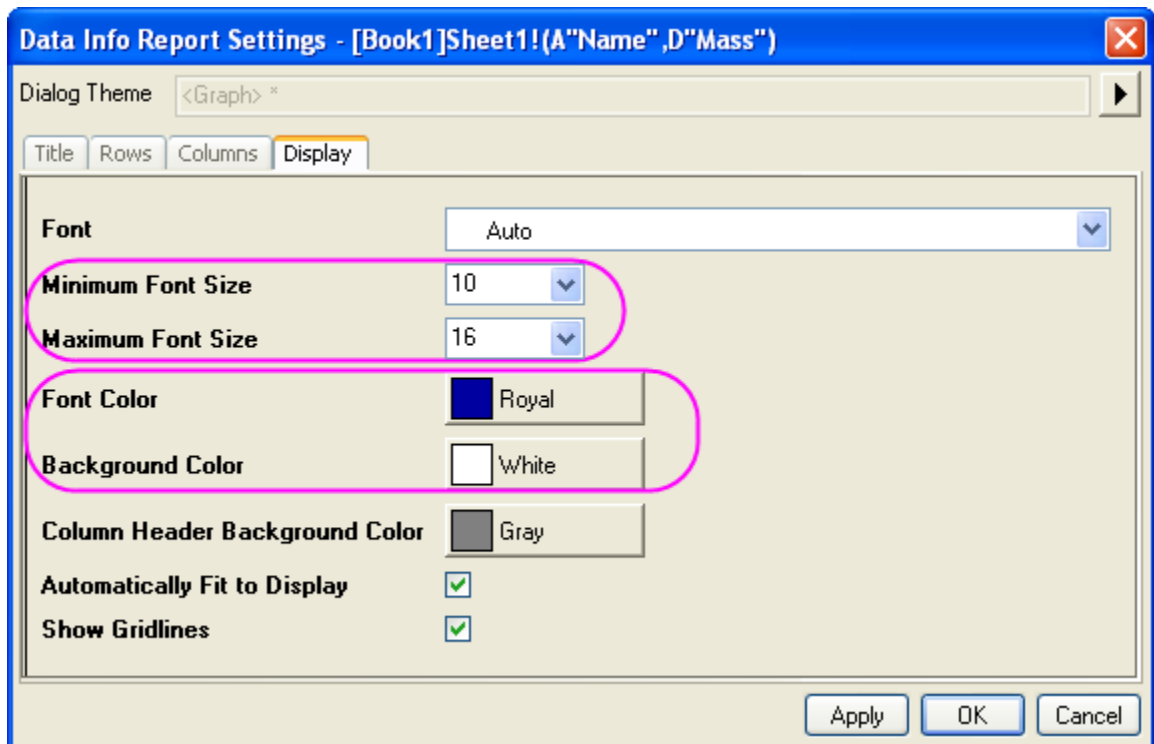 Data Info Report Settings - [Book1]Sheet1!(A"Name",D"Mass")
Dialog Theme <Graph> *
Title Rows Columns Display
Font Auto
Minimum Font Size 10
Maximum Font Size 16
Font Color Royal
Background Color White
Column Header Background Color Gray
Automatically Fit to Display
Show Gridlines
Apply OK Cancel